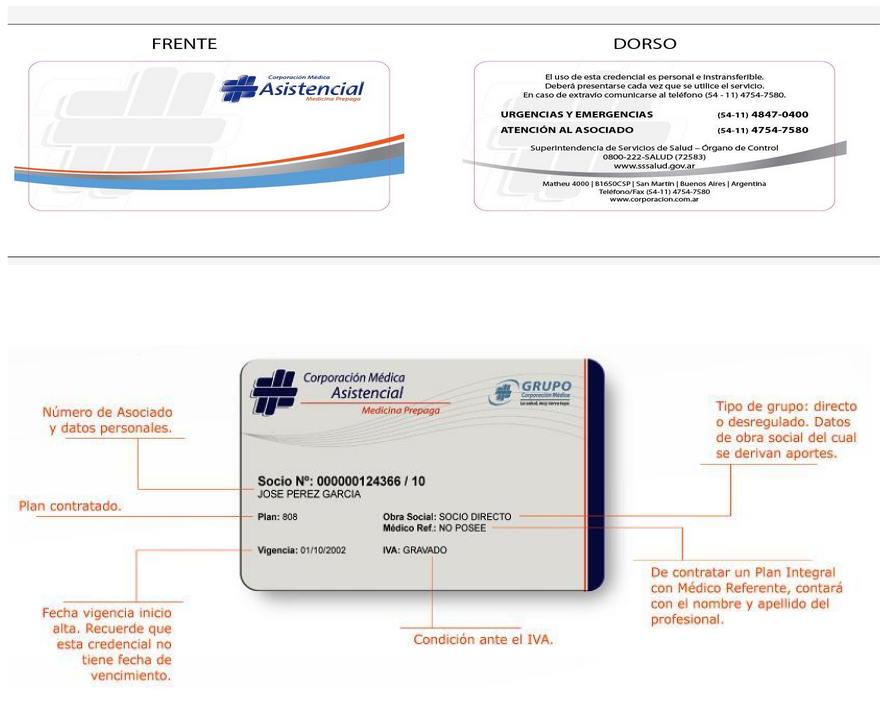 FRENTE
Corporación Médica
Asistencial
Medicina Prepaga
DORSO
El uso de esta credencial es personal e instransferible.
Deberá presentarse cada vez que se utilice el servicio.
En caso de extravío comunicarse al teléfono (54 - 11) 4754-7580.
URGENCIAS Y EMERGENCIAS (54-11) 4847-0400
ATENCIÓN AL ASOCIADO (54-11) 4754-7580
Superintendencia de Servicios de Salud – Órgano de Control
0800-222-SALUD (72583)
www.sssalud.gov.ar
Matheu 4000 | B1650CSP | San Martín | Buenos Aires | Argentina
Teléfono/Fax (54-11) 4754-7580
www.corporacion.com.ar
Corporación Médica
Asistencial
Medicina Prepaga
GRUPO
Corporación Médica
La salud, muy cerca tuyo
Socio Nº: 000000124366 / 10
JOSE PEREZ GARCIA
Plan: 808
Obra Social: SOCIO DIRECTO
Médico Ref.: NO POSEE
Vigencia: 01/10/2002
IVA: GRAVADO
Número de Asociado
y datos personales.
Plan contratado.
Fecha vigencia inicio
alta. Recuerde que
esta credencial no
tiene fecha de
vencimiento.
Condición ante el IVA.
Tipo de grupo: directo
o desregulado. Datos
de obra social del cual
se derivan aportes.
De contratar un Plan Integral
con Médico Referente, contará
con el nombre y apellido del
profesional.